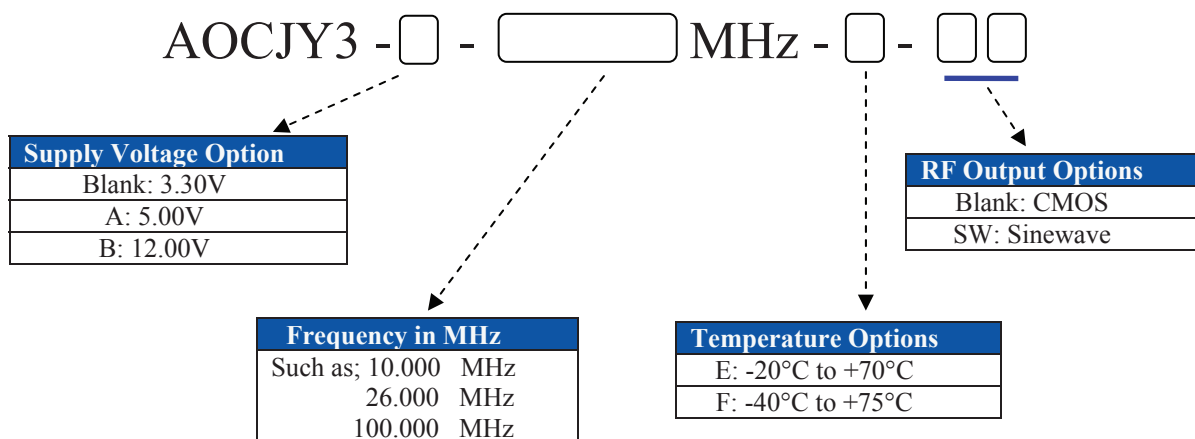 AOCJY3 - - MHz - -
Supply Voltage Option
Blank: 3.30V
A: 5.00V
B: 12.00V
RF Output Options
Blank: CMOS
SW: Sinewave
Frequency in MHz
Such as; 10.000 MHz
26.000 MHz
100.000 MHz
Temperature Options
E: -20°C to +70°C
F: -40°C to +75°C